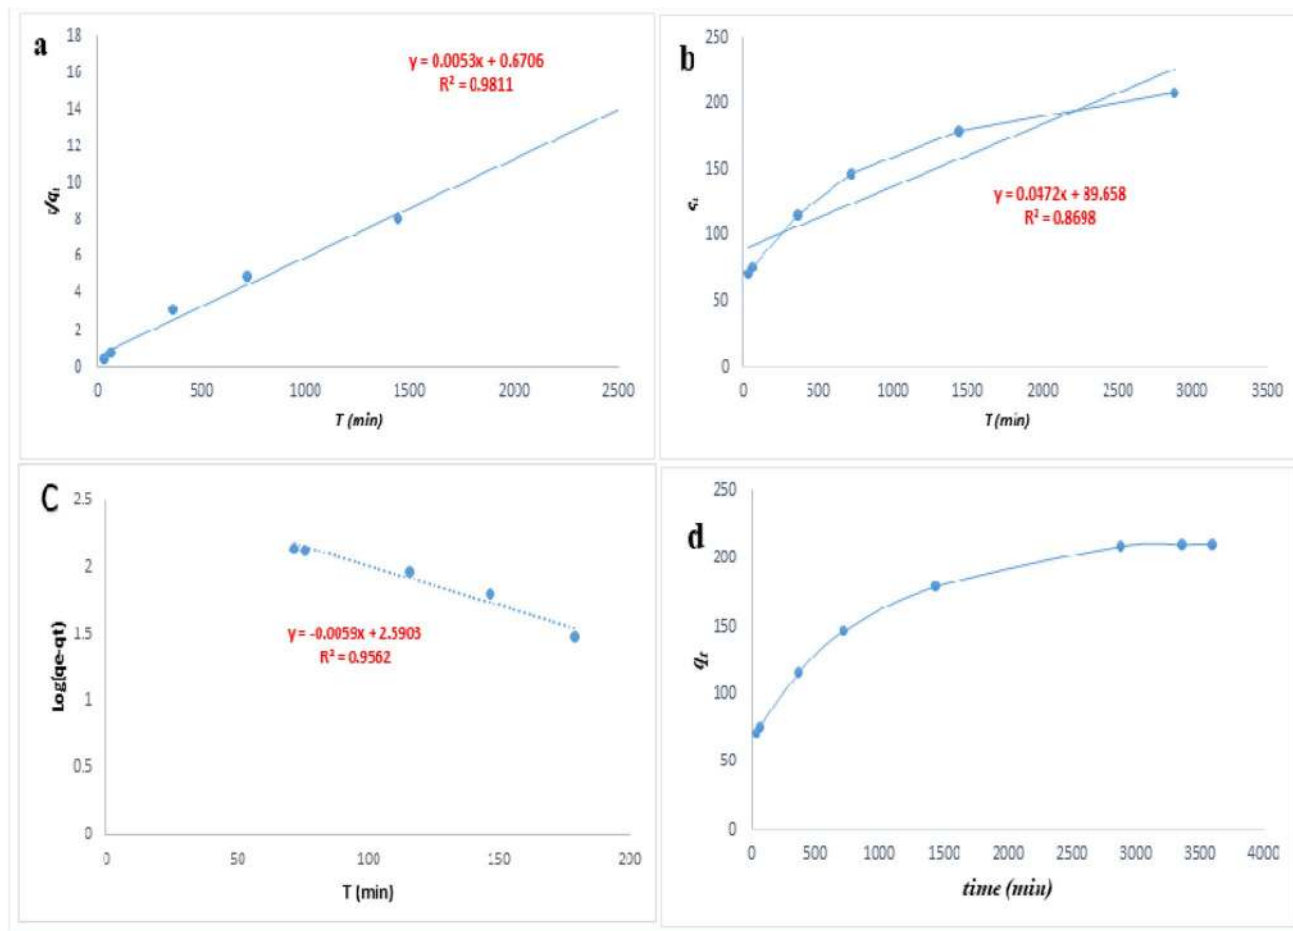 a
18
16
14
12
10
8
6
4
2
0
y = 0.0053x + 0.6706
R² = 0.9811
0 500 1000 1500 2000 2500
T (min)
b
250
200
150
100
50
0
y = 0.0472x + 89.658
R² = 0.8698
0 500 1000 1500 2000 2500 3000 3500
T (min)
C
2.5
2
1.5
1
0.5
0
Log(qe-qt)
y = -0.0059x + 2.5903
R² = 0.9562
0 50 100 150 200
T (min)
d
250
200
150
100
50
0
qt
0 500 1000 1500 2000 2500 3000 3500 4000
time (min)